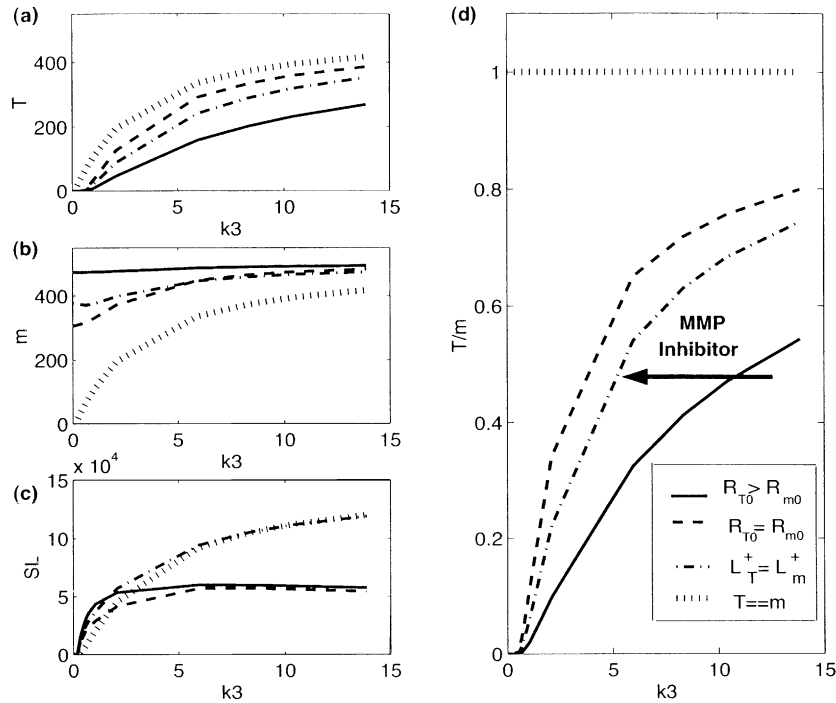 (a)
400
200
0
T
0 5 10 15
k3
(b)
400
200
0
m
0 5 10 15
k3
x 10^4
(c)
15
10
5
0
SL
0 5 10 15
k3
(d)
1
0.8
0.6
0.4
0.2
0
T/m
MMP
Inhibitor
R_T0 > R_m0
R_T0 = R_m0
L_T^+ = L_m^+
T==m
0 5 10 15
k3